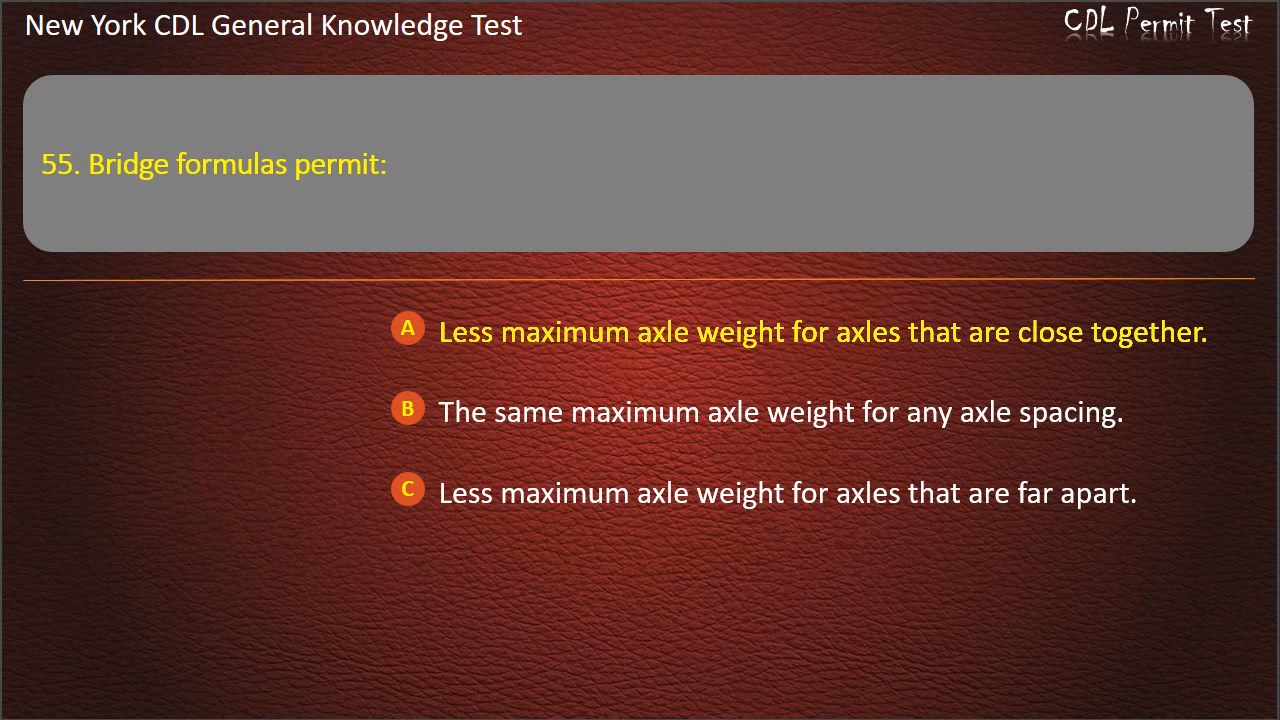 New York CDL General Knowledge Test
CDL Permit Test
55. Bridge formulas permit:
A Less maximum axle weight for axles that are close together.
B The same maximum axle weight for any axle spacing.
C Less maximum axle weight for axles that are far apart.